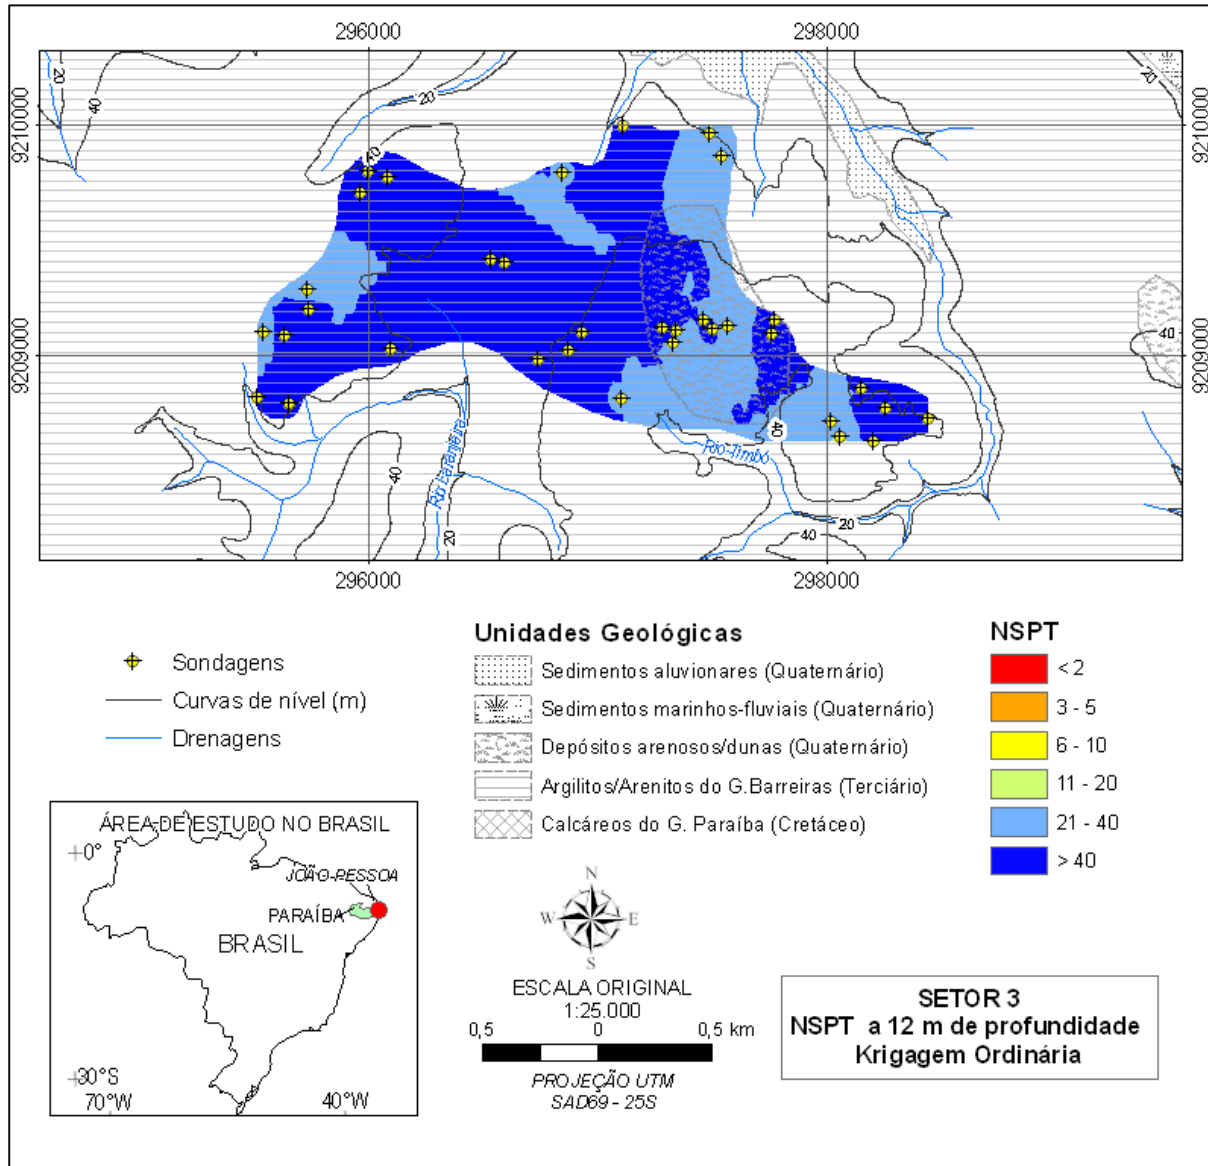 296000
298000
9210000
9210000
9209000
9209000
20
40
20
40
20
40
40
40
20
40
20
Rio Laranjeira
Rio Timbó
296000
298000
Sondagens
Curvas de nível (m)
Drenagens
Unidades Geológicas
Sedimentos aluvionares (Quaternário)
Sedimentos marinhos-fluviais (Quaternário)
Depósitos arenosos/dunas (Quaternário)
Argilitos/Arenitos do G.Barreiras (Terciário)
Calcáreos do G. Paraíba (Cretáceo)
NSPT
< 2
3 - 5
6 - 10
11 - 20
21 - 40
> 40
ÁREA DE ESTUDO NO BRASIL
0°
JOÃO PESSOA
PARAÍBA
BRASIL
30°S
70°W
40°W
N
W
E
S
ESCALA ORIGINAL
1:25.000
0,5
0
0,5 km
PROJEÇÃO UTM
SAD69 - 25S
SETOR 3
NSPT a 12 m de profundidade
Krigagem Ordinária